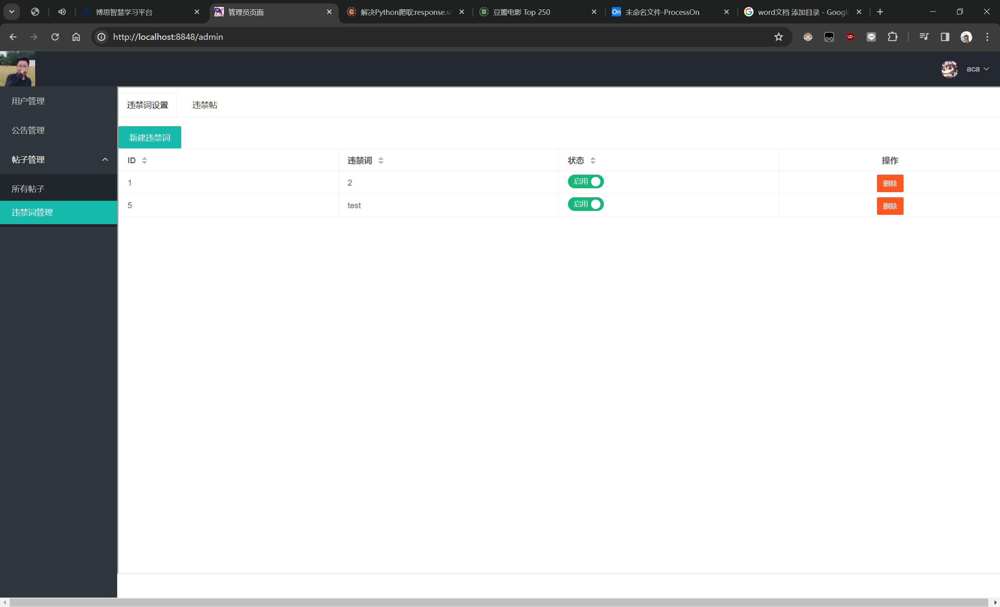 博思智慧学习平台
管理员页面
解决Python爬取:response.st
豆瓣电影 Top 250
On 未命名文件-ProcessOn
word文档 添加目录 - Googl
http://localhost:8848/admin
aca
用户管理
公告管理
帖子管理
所有帖子
违禁词管理
违禁词设置 违禁帖
新建违禁词
ID 违禁词 状态 操作
1 2 启用 删除
5 test 启用 删除